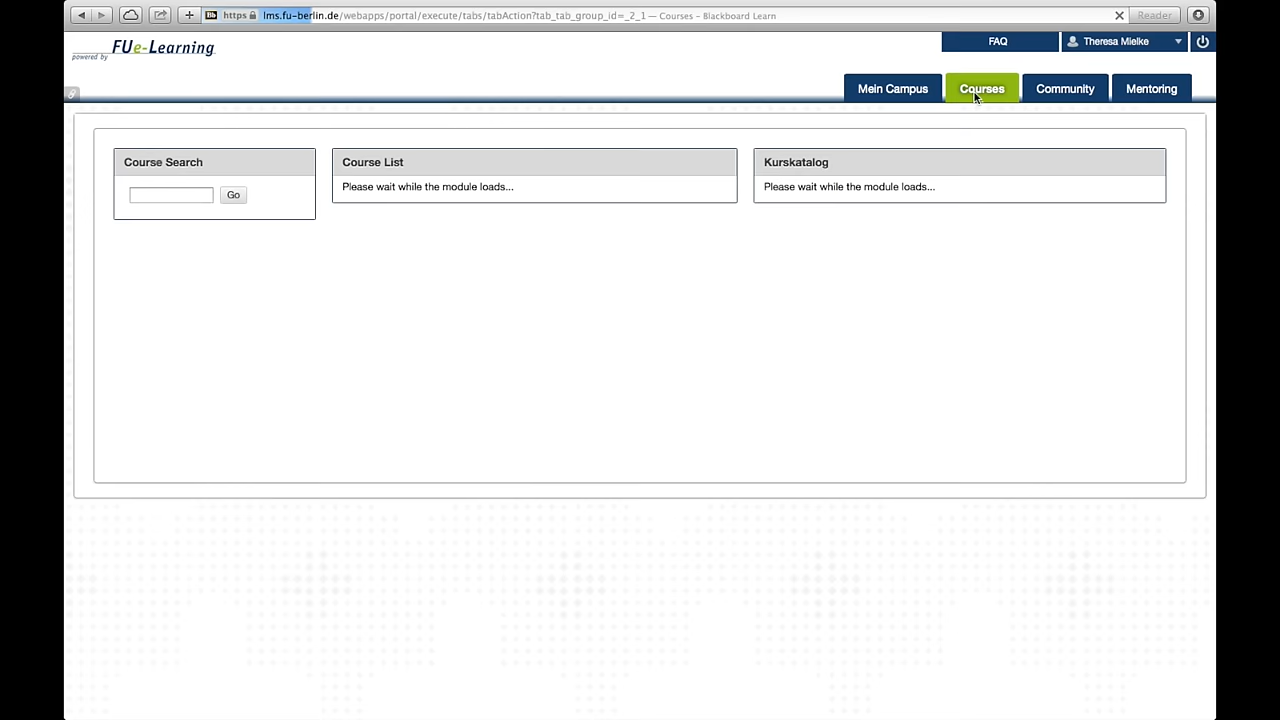 https lms.fu-berlin.de/webapps/portal/execute/tabs/tabAction?tab_tab_group_id=_2_1 — Courses – Blackboard Learn
Reader
powered by FUe-Learning
FAQ
Theresa Mielke
Mein Campus
Courses
Community
Mentoring
Course Search
Go
Course List
Please wait while the module loads...
Kurskatalog
Please wait while the module loads...